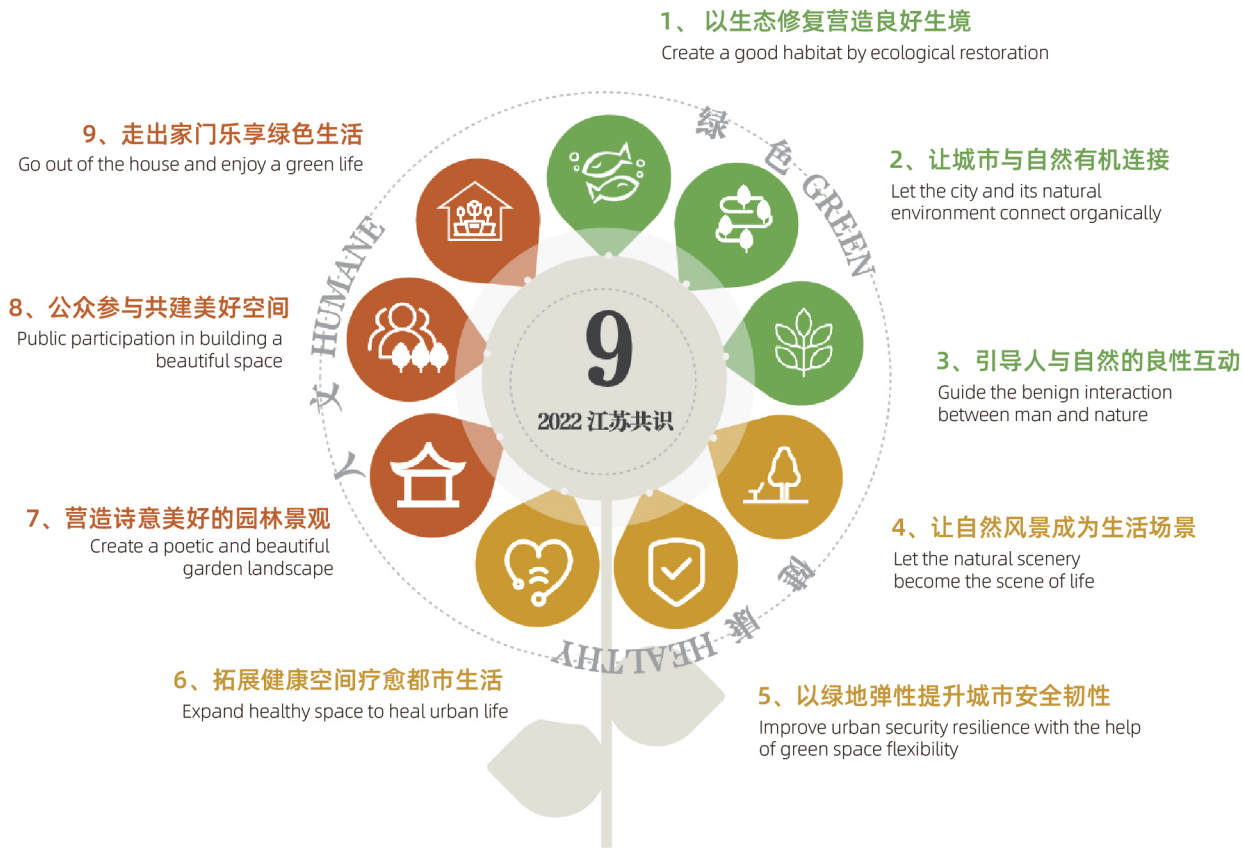 1、 以生态修复营造良好生境
Create a good habitat by ecological restoration
2、让城市与自然有机连接
Let the city and its natural
environment connect organically
3、引导人与自然的良性互动
Guide the benign interaction
between man and nature
4、让自然风景成为生活场景
Let the natural scenery
become the scene of life
5、以绿地弹性提升城市安全韧性
Improve urban security resilience with the help
of green space flexibility
6、拓展健康空间疗愈都市生活
Expand healthy space to heal urban life
7、营造诗意美好的园林景观
Create a poetic and beautiful
garden landscape
8、公众参与共建美好空间
Public participation in building a
beautiful space
9、走出家门乐享绿色生活
Go out of the house and enjoy a green life
绿色 GREEN
健康 HEALTHY
人文 HUMANE
9
2022 江苏共识